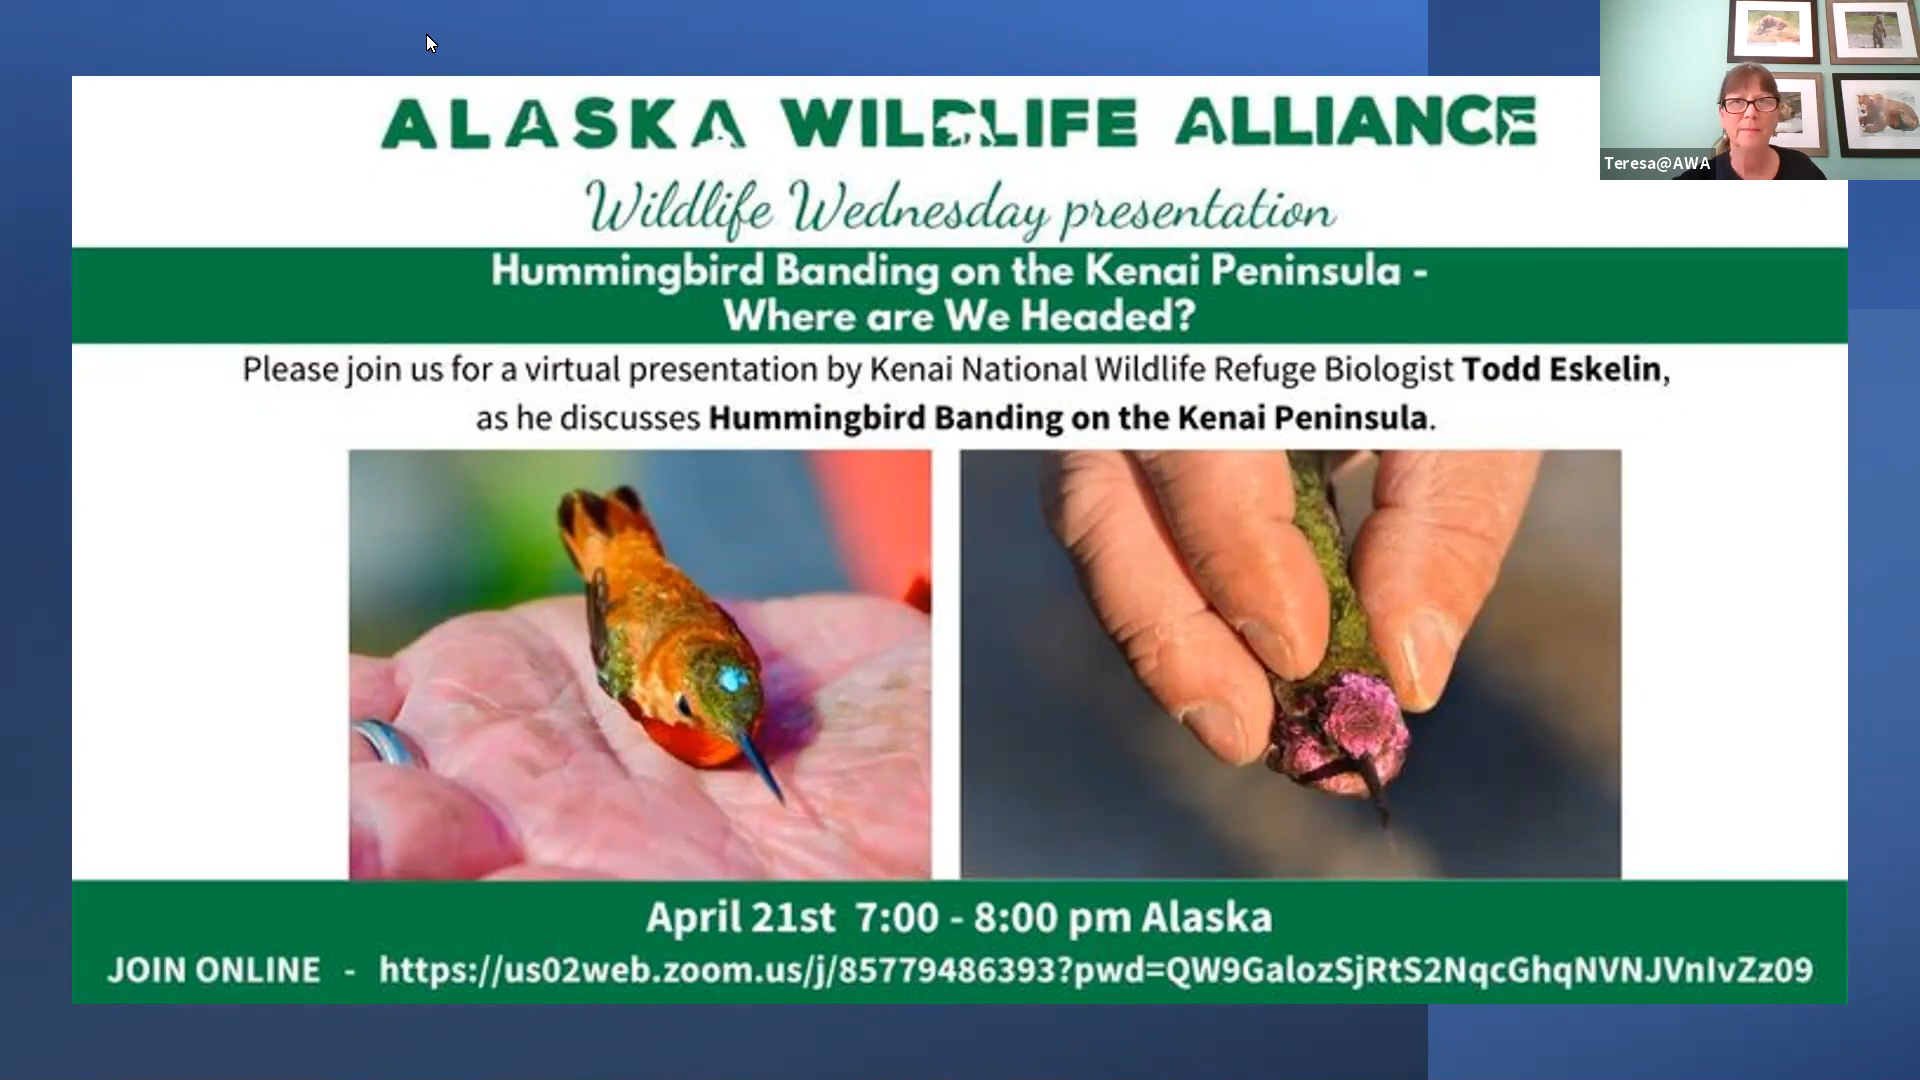 ALASKA WILDLIFE ALLIANCE
Wildlife Wednesday presentation
Hummingbird Banding on the Kenai Peninsula -
Where are We Headed?
Please join us for a virtual presentation by Kenai National Wildlife Refuge Biologist Todd Eskelin,
as he discusses Hummingbird Banding on the Kenai Peninsula.
April 21st 7:00 - 8:00 pm Alaska
JOIN ONLINE - https://us02web.zoom.us/j/85779486393?pwd=QW9GalozSjRtS2NqcGhqNVNJVnIvZz09
Teresa@AWA